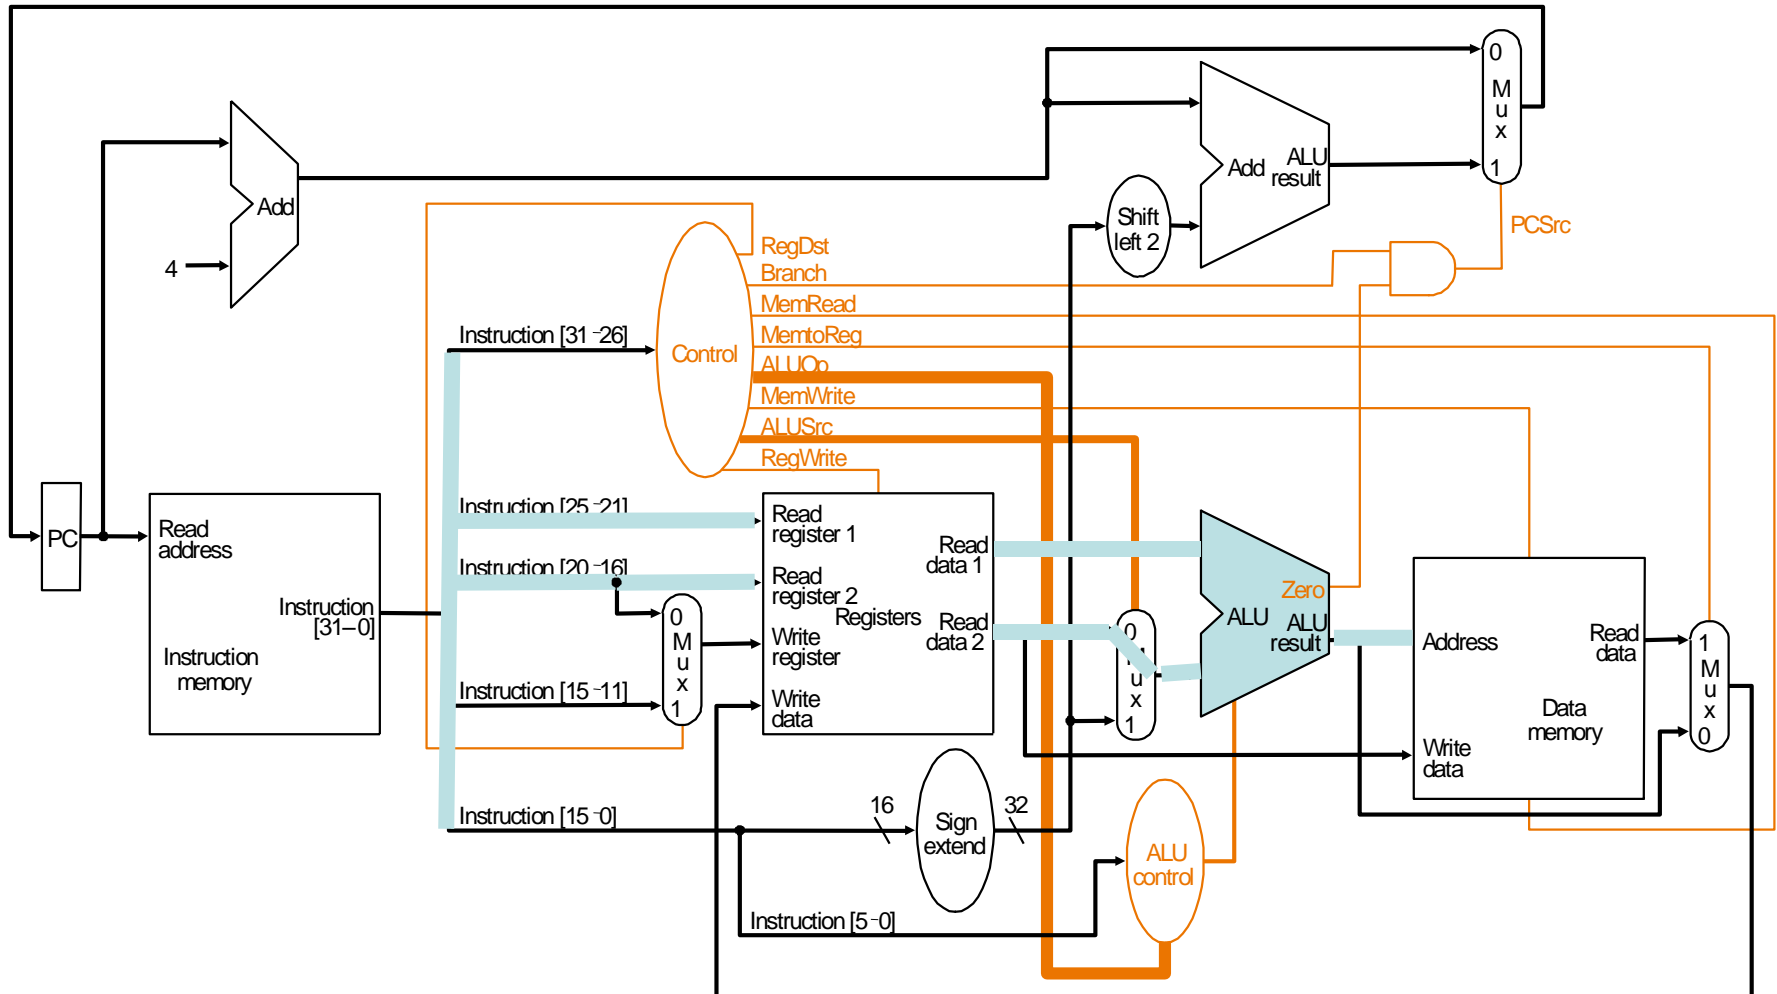 0
M
u
x
1
Add
ALU
result
Add
4
Shift
left 2
PCSrc
RegDst
Branch
MemRead
MemtoReg
ALUOp
MemWrite
ALUSrc
RegWrite
Control
Instruction [31–26]
Instruction [25–21]
Instruction [20–16]
Instruction [15–11]
Instruction [15–0]
Instruction [5–0]
PC
Read
address
Instruction
[31–0]
Instruction
memory
0
M
u
x
1
Read
register 1
Read
register 2
Write
register
Write
data
Registers
Read
data 1
Read
data 2
0
M
u
x
1
Zero
ALU
ALU
result
Address
Write
data
Read
data
Data
memory
1
M
u
x
0
16
Sign
extend
32
ALU
control